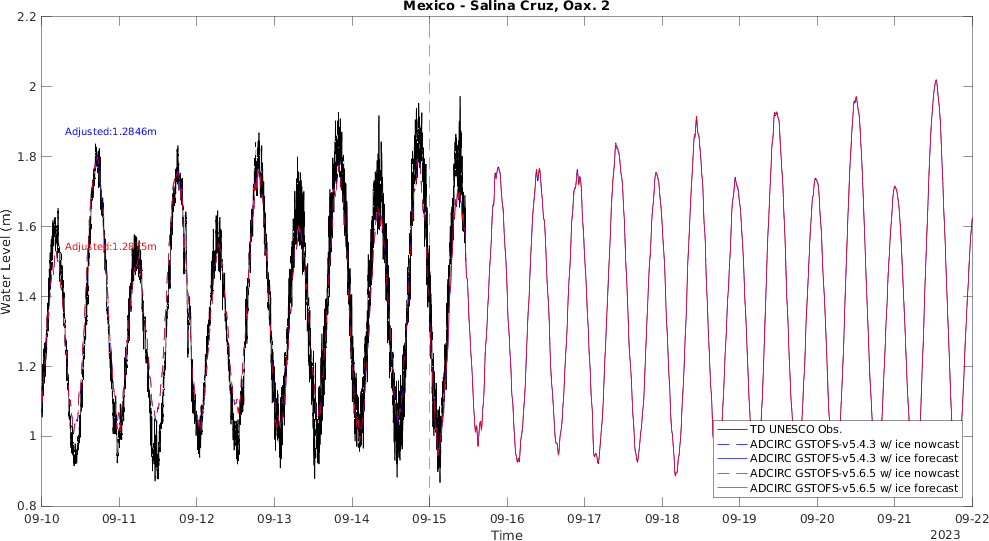 Mexico - Salina Cruz, Oax. 2
Water Level (m)
2.2
2
1.8
1.6
1.4
1.2
1
0.8
Adjusted:1.2846m
TD UNESCO Obs.
ADCIRC GSTOFS-v5.4.3 w/ ice nowcast
ADCIRC GSTOFS-v5.4.3 w/ ice forecast
ADCIRC GSTOFS-v5.6.5 w/ ice nowcast
ADCIRC GSTOFS-v5.6.5 w/ ice forecast
09-10 09-11 09-12 09-13 09-14 09-15 09-16 09-17 09-18 09-19 09-20 09-21 09-22
Time
2023